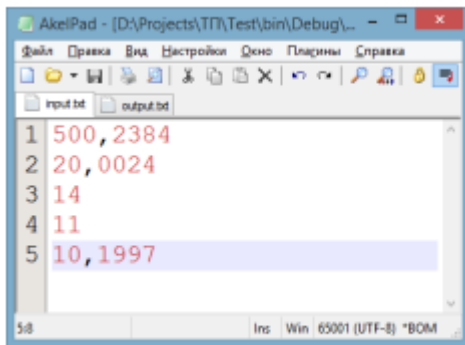 AkelPad - [D:\Projects\ТП\Test\bin\Debug\...
Файл Правка Вид Настройки Окно Плагины Справка
input.txt output.txt
1 500,2384
2 20,0024
3 14
4 11
5 10,1997
5:8 Ins Win 65001 (UTF-8) *BOM